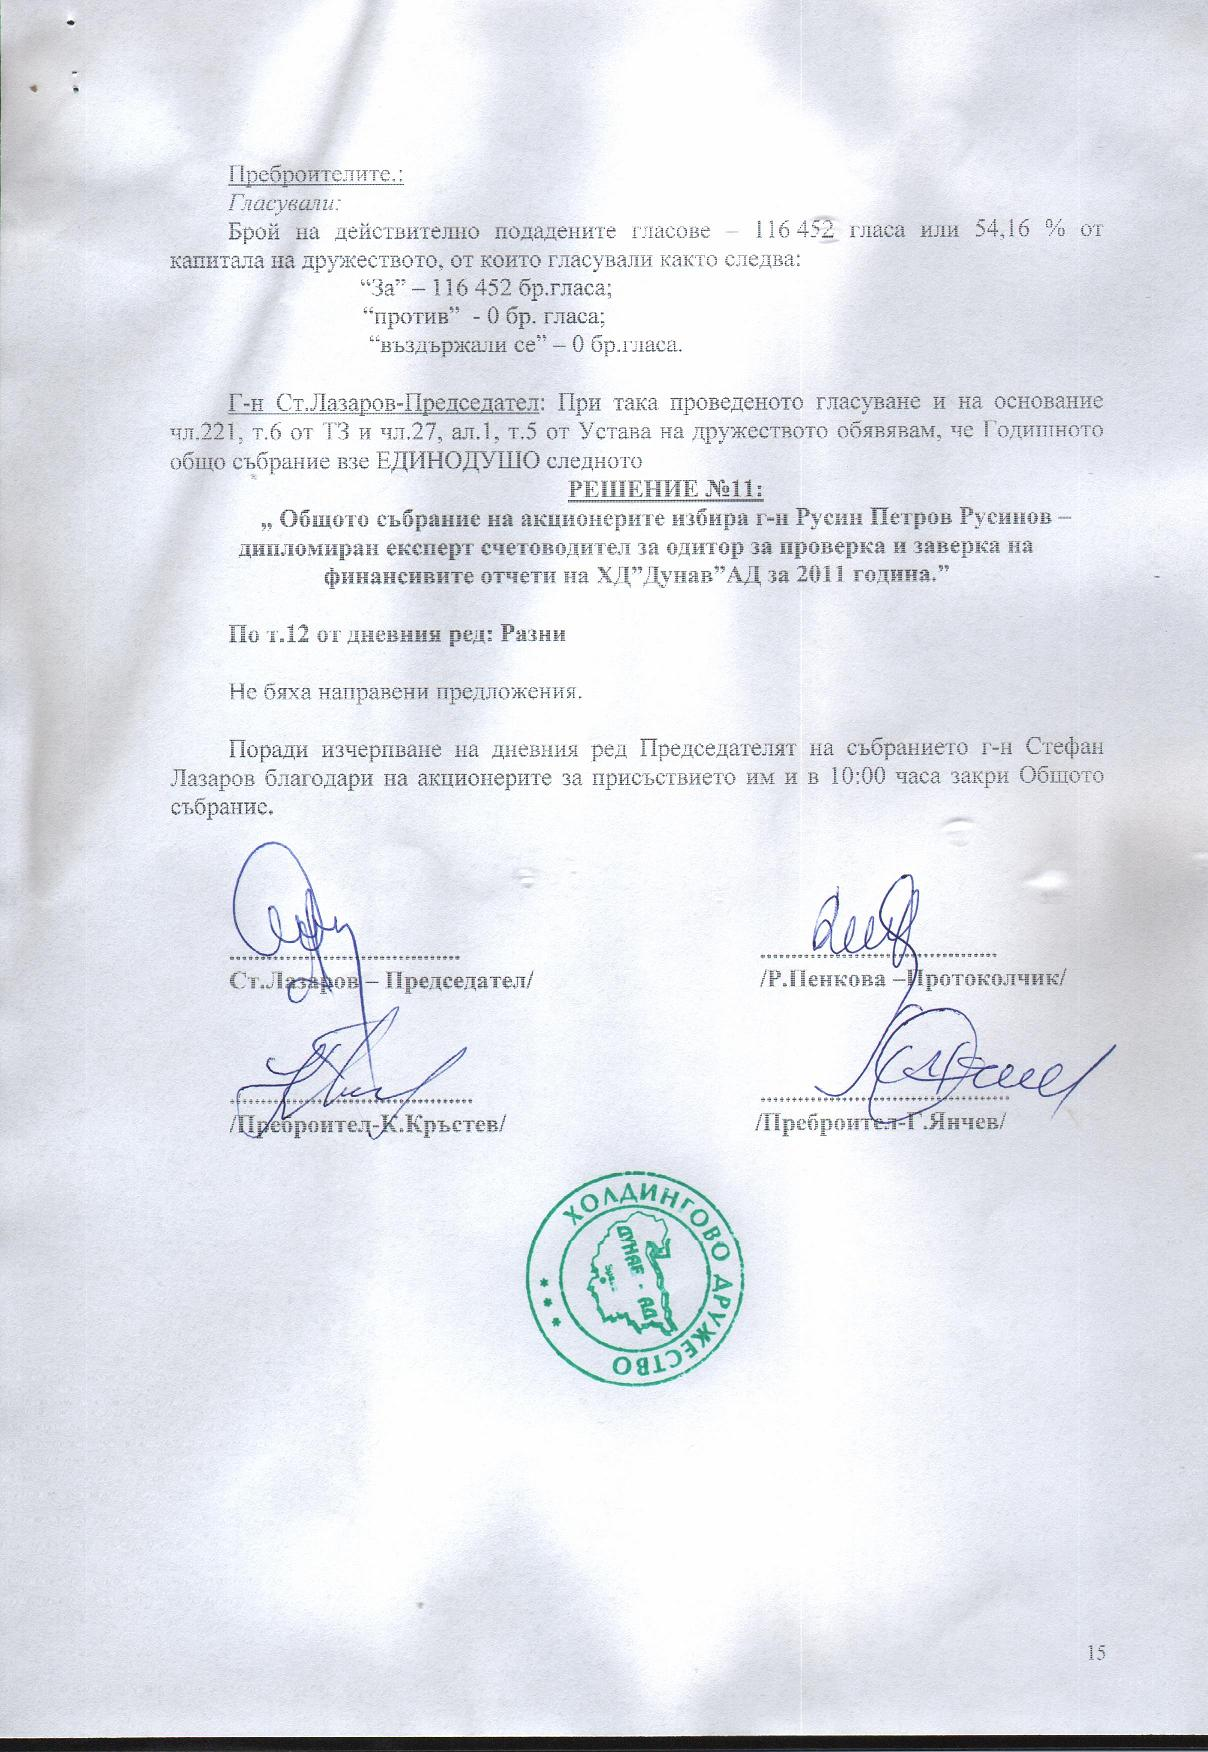 Преброителите.:
Гласували:
Брой на действително подадените гласове – 116 452 гласа или 54,16 % от
капитала на дружеството, от които гласували както следва:
“За” – 116 452 бр.гласа;
“против”  - 0 бр. гласа;
“въздържали се” – 0 бр.гласа.
Г-н Ст.Лазаров-Председател: При така проведеното гласуване и на основание
чл.221, т.6 от ТЗ и чл.27, ал.1, т.5 от Устава на дружеството обявявам, че Годишното
общо събрание взе ЕДИНОДУШО следното
РЕШЕНИЕ №11:
„ Общото събрание на акционерите избира г-н Русин Петров Русинов –
дипломиран експерт счетоводител за одитор за проверка и заверка на
финансивите отчети на ХД”Дунав”АД за 2011 година.”
По т.12 от дневния ред: Разни
Не бяха направени предложения.
Поради изчерпване на дневния ред Председателят на събранието г-н Стефан
Лазаров благодари на акционерите за присъствието им и в 10:00 часа закри Общото
събрание.
Ст.Лазаров – Председател/
/Р.Пенкова –Протоколчик/
/Преброител-К.Кръстев/
/Преброител-Г.Янчев/
ХОЛДИНГОВО ДРУЖЕСТВО
ДУНАВ - АД
15